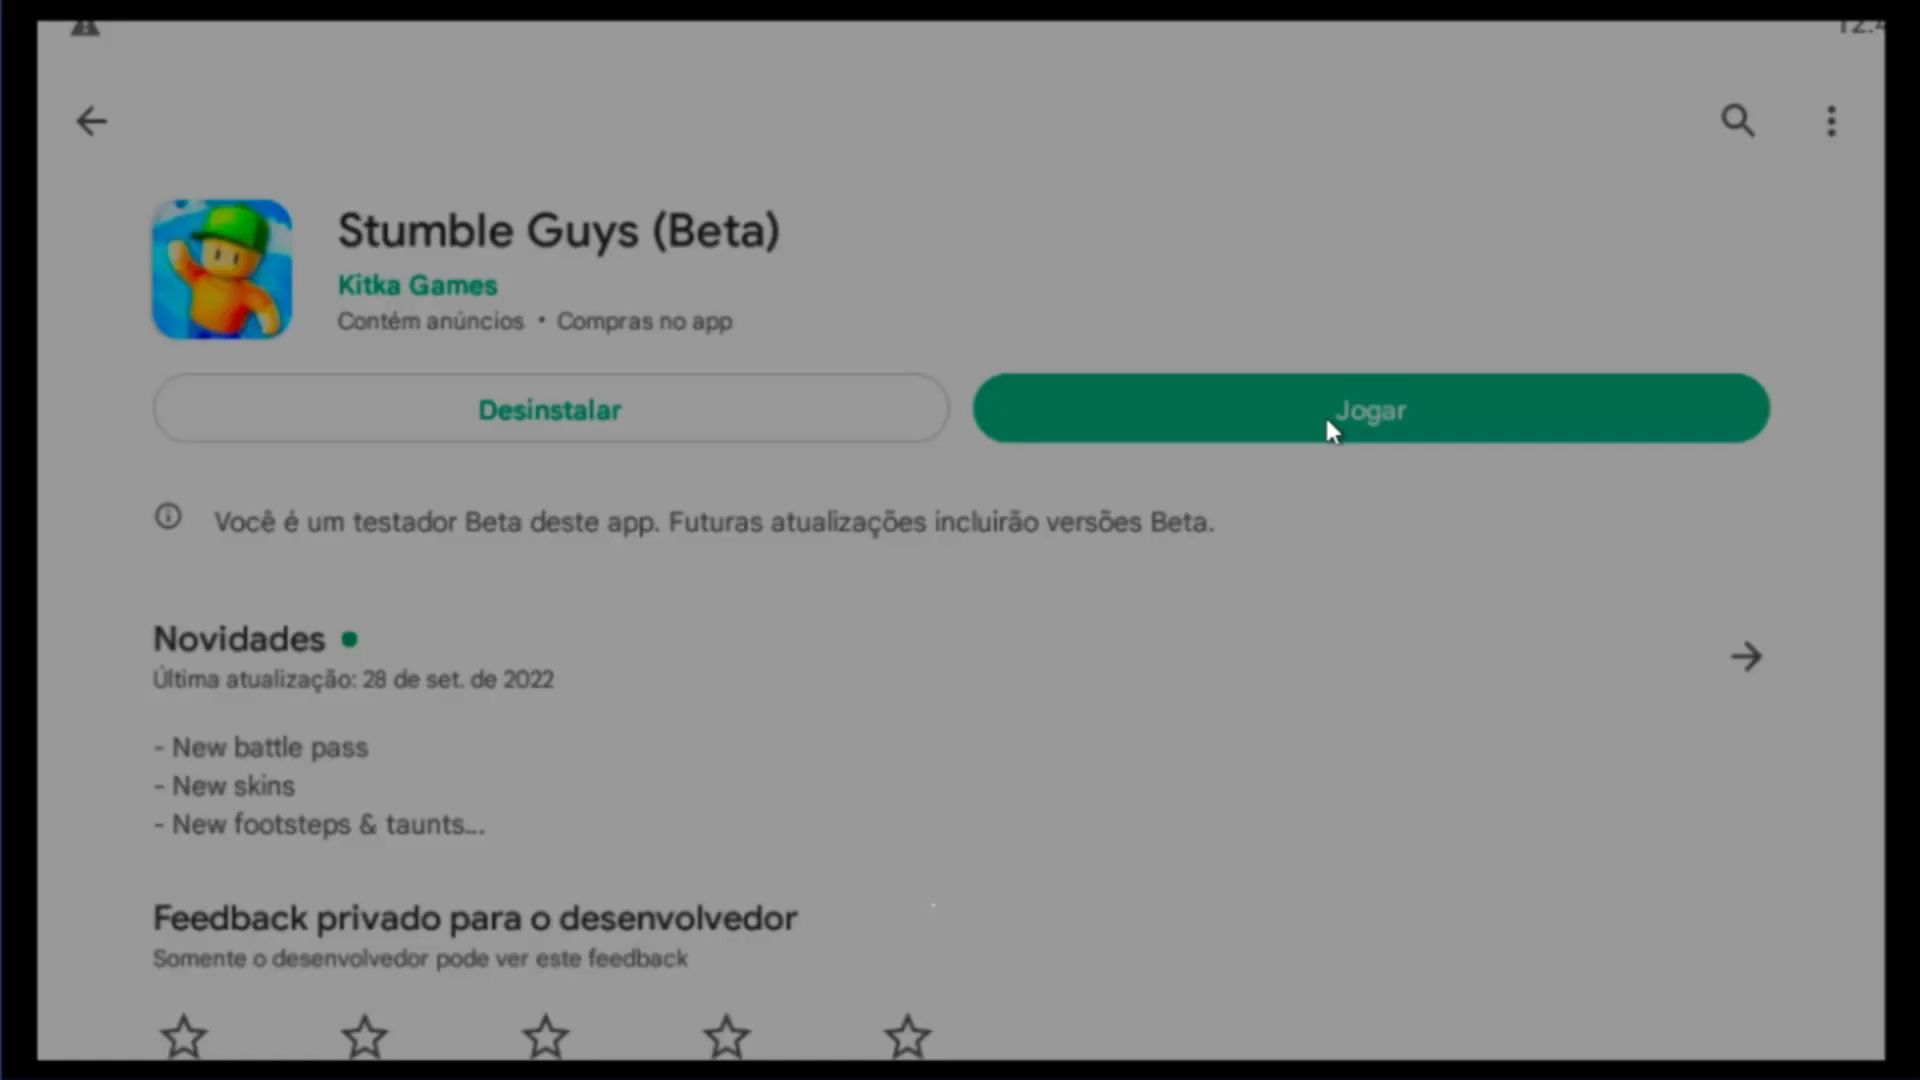 Stumble Guys (Beta)
Kitka Games
Contém anúncios • Compras no app
Desinstalar
Jogar
Você é um testador Beta deste app. Futuras atualizações incluirão versões Beta.
Novidades
Última atualização: 28 de set. de 2022
- New battle pass
- New skins
- New footsteps & taunts...
Feedback privado para o desenvolvedor
Somente o desenvolvedor pode ver este feedback